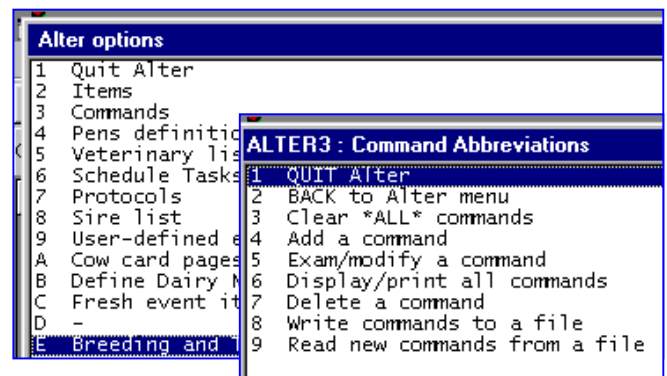 Alter options
1 Quit Alter
2 Items
3 Commands
4 Pens
5 Veterinary
6 Schedule Tasks
7 Protocols
8 Sire list
9 User-defined
A Cow card pages
B Define Dairy
C Fresh event
D -
E Breeding and
ALTER3 : Command Abbreviations
1 QUIT Alter
2 BACK to Alter menu
3 Clear *ALL* commands
4 Add a command
5 Exam/modify a command
6 Display/print all commands
7 Delete a command
8 Write commands to a file
9 Read new commands from a file